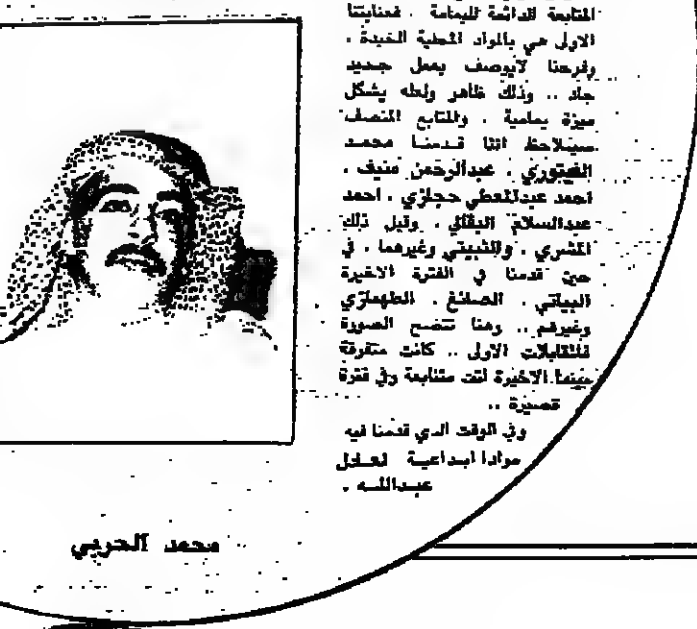 المتابعة الدائمة لليمامة . فعنايتنا
الاولى هي بالمواد المحلية الجيدة .
وفرحنا لايوصف بعمل جديد
جاد .. وذلك ظاهر ولعله يشكل
ميزة يمامية . والمتابع المنصف
سيلاحظ اننا قدمنا محمد
الفيتوري . عبدالرحمن منيف .
احمد عبدالمعطي حجازي . احمد
عبدالسلام البقالي . وقبل ذلك
المشري . والثبيتي وغيرهما . في
حين قدمنا في الفترة الاخيرة
البياتي . الصائغ . الطهمازي
وغيرهم .. وهنا تتضح الصورة
فالمقابلات الاولى .. كانت متفرقة
بينما الاخيرة اتت متتابعة وفي فترة
قصيرة ..
وفي الوقت الذي قدمنا فيه
موادا ابداعية
عبدالله .
محمد الحربي